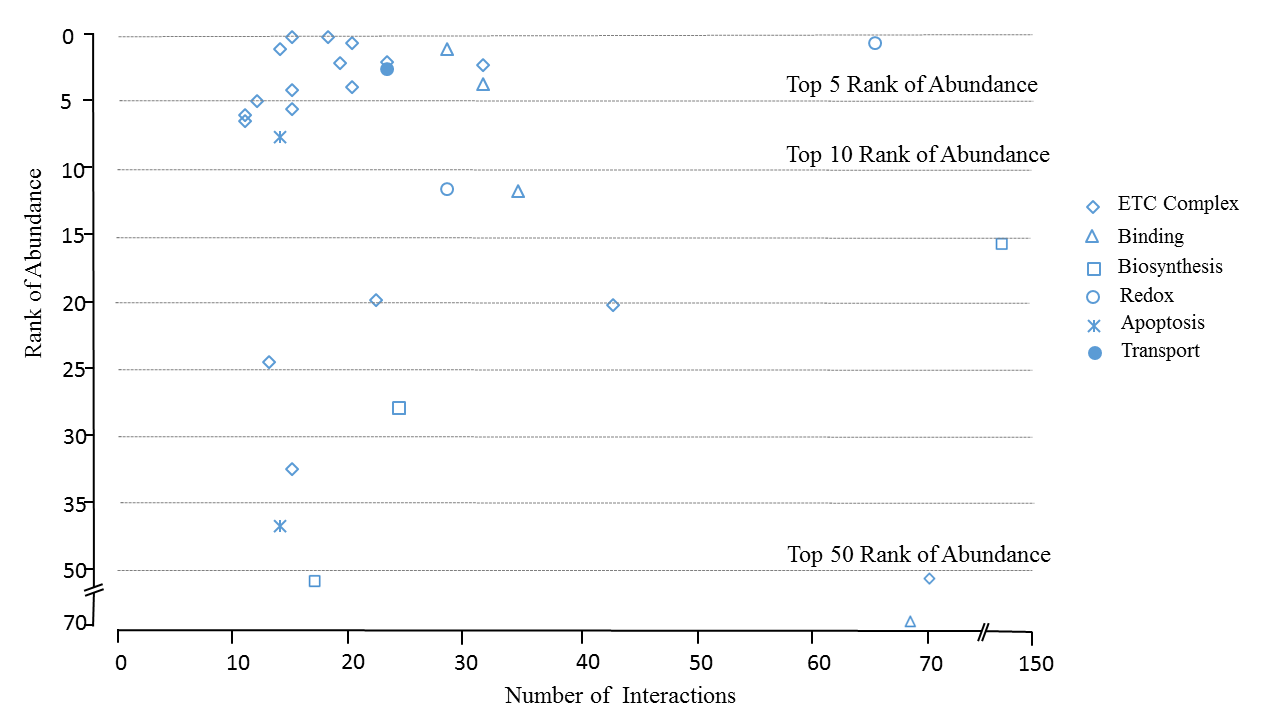 0
5
10
15
20
25
30
35
50
70
Rank of Abundance
Top 5 Rank of Abundance
Top 10 Rank of Abundance
Top 50 Rank of Abundance
ETC Complex
Binding
Biosynthesis
Redox
Apoptosis
Transport
0 10 20 30 40 50 60 70 150
Number of Interactions